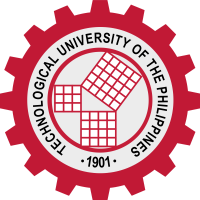 TECHNOLOGICAL UNIVERSITY OF THE PHILIPPINES
· 1901 ·